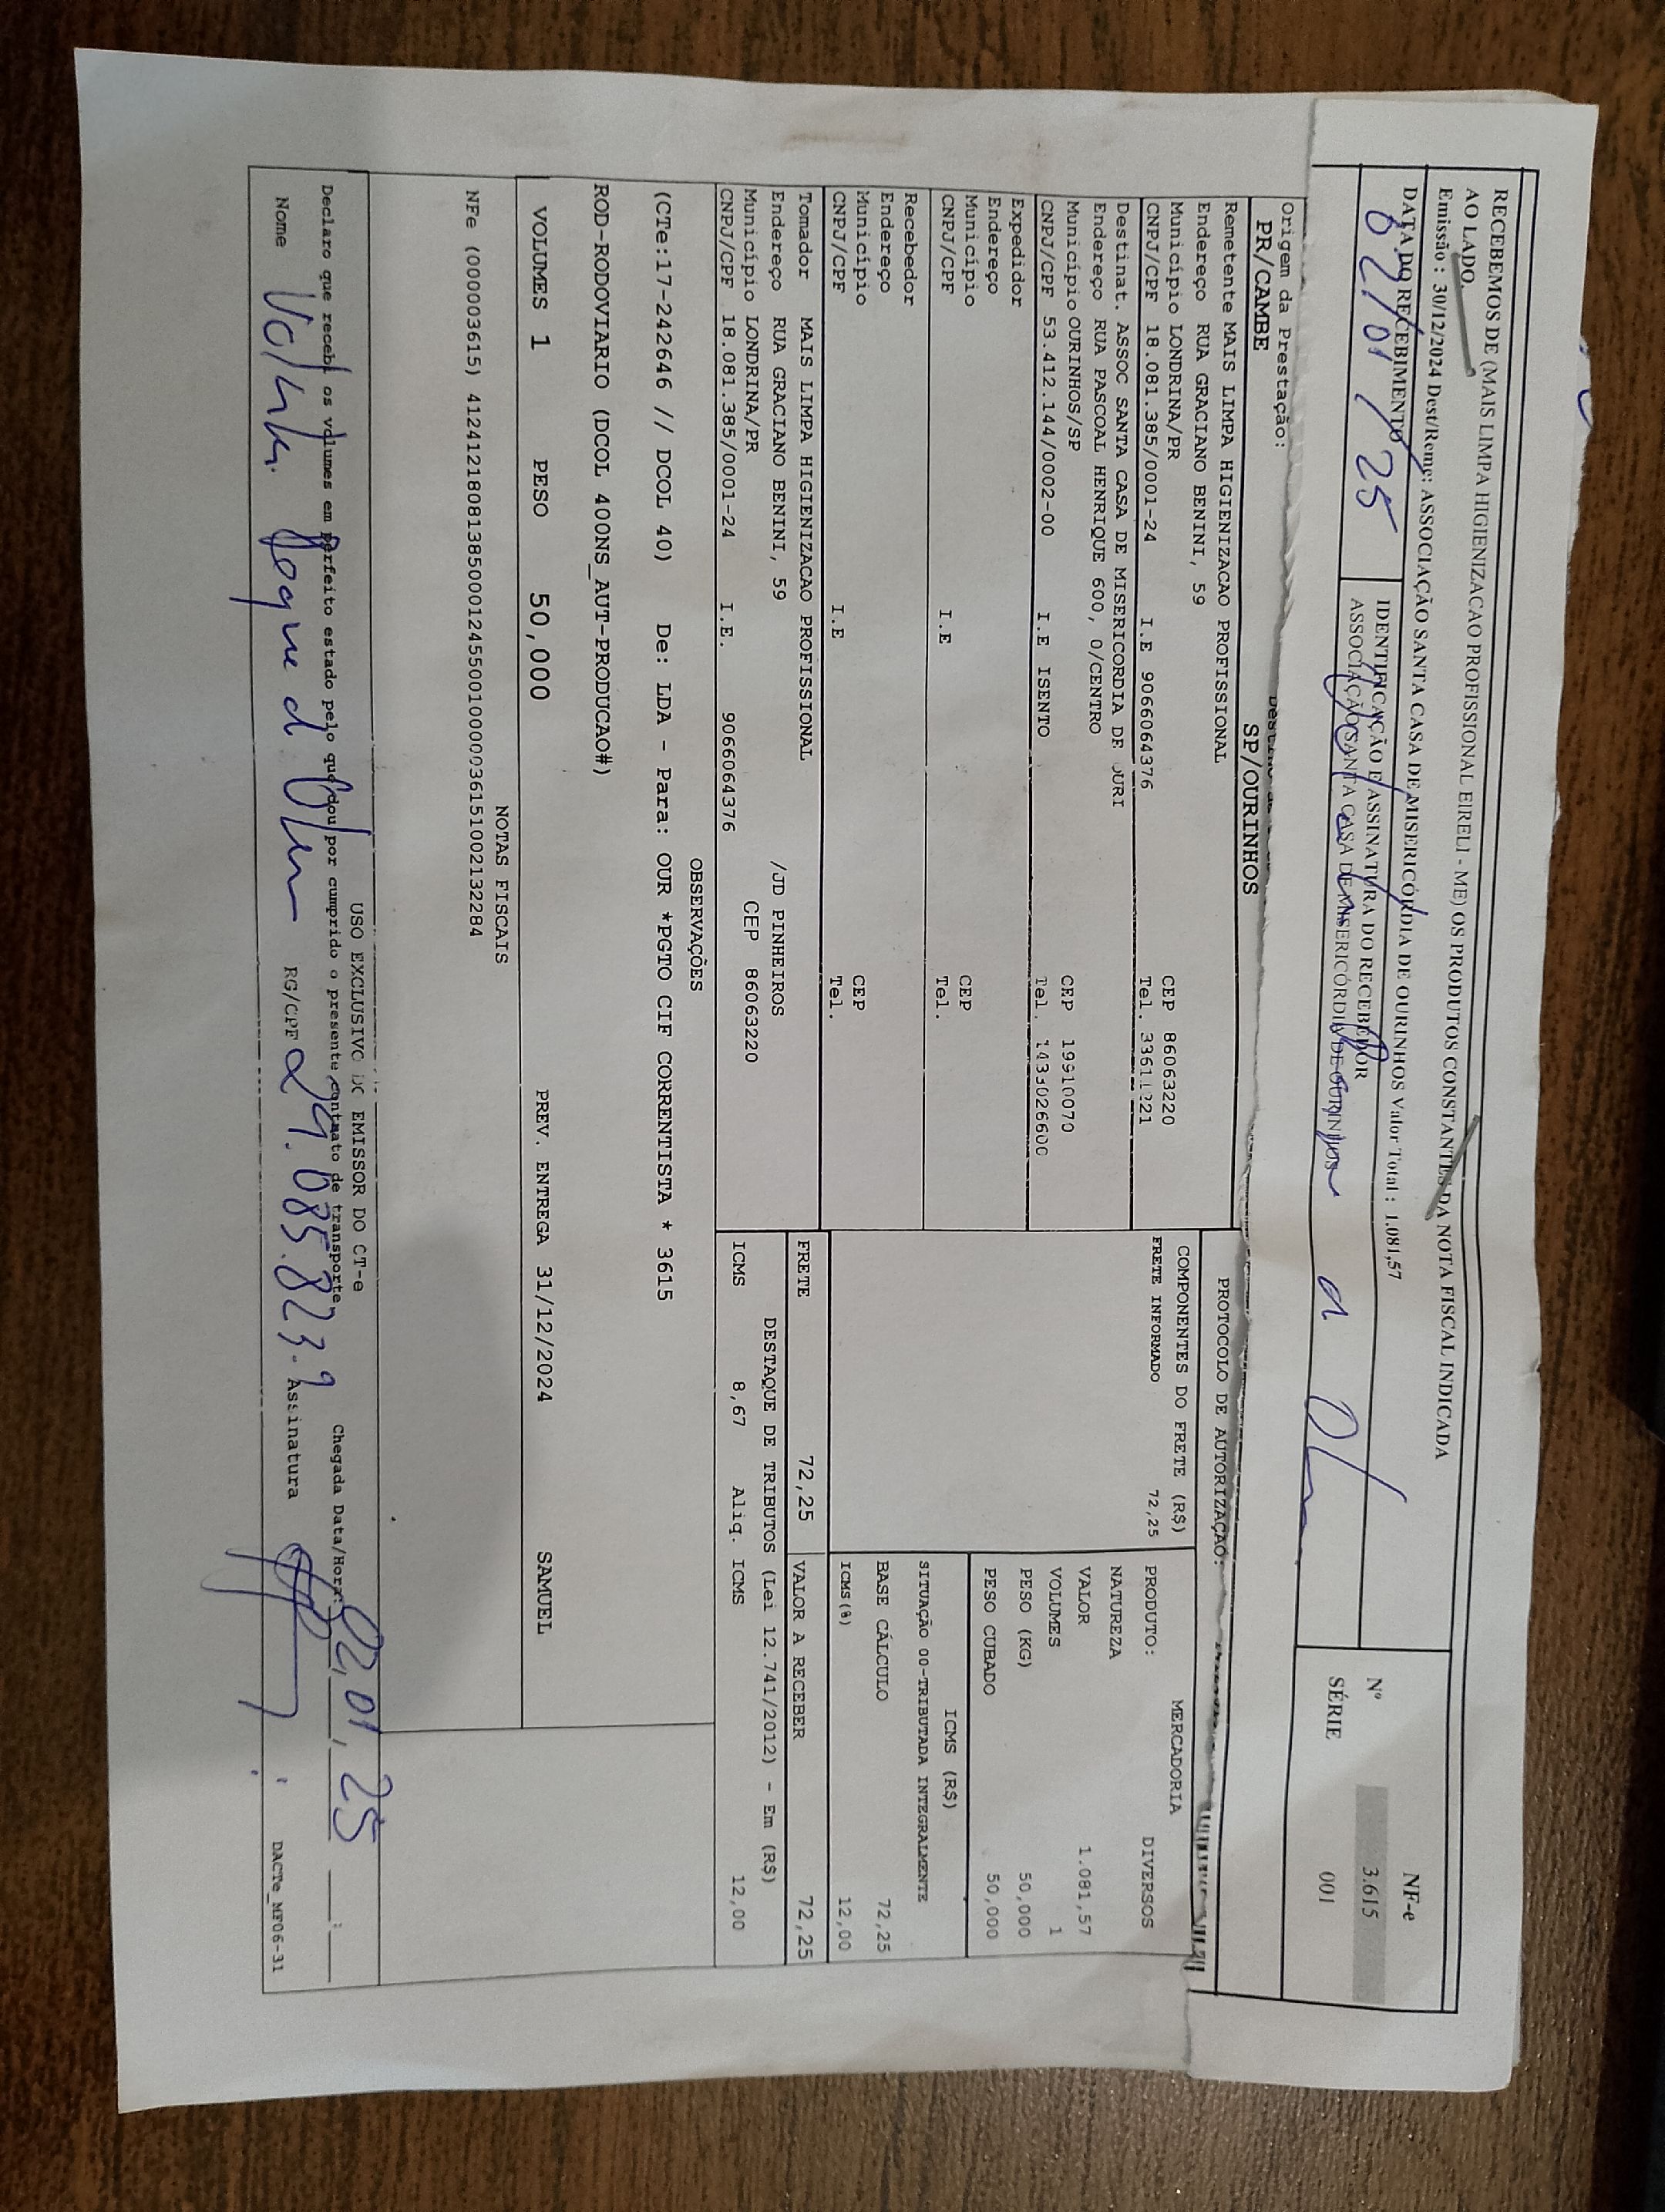 RECEBEMOS DE (MAIS LIMPA HIGIENIZACAO PROFISSIONAL EIRELI - ME) OS PRODUTOS CONSTANTES DA NOTA FISCAL INDICADA
AO LADO.
Emissão : 30/12/2024 Dest/Reme: ASSOCIAÇÃO SANTA CASA DE MISERICÓRDIA DE OURINHOS Valor Total : 1.081,57
DATA DO RECEBIMENTO
02/01/25
IDENTIFICAÇÃO E ASSINATURA DO RECEBEDOR
ASSOCIAÇÃO SANTA CASA DE MISERICÓRDIA DE OURINHOS
NF-e
Nº 3.615
SÉRIE 001
Origem da Prestação:
PR/CAMBE
SP/OURINHOS
PROTOCOLO DE AUTORIZAÇÃO:
Remetente MAIS LIMPA HIGIENIZACAO PROFISSIONAL
Endereço RUA GRACIANO BENINI, 59
Município LONDRINA/PR CEP 86063220
CNPJ/CPF 18.081.385/0001-24 I.E 9066064376 Tel.
Destinat. ASSOC SANTA CASA DE MISERICORDIA DE OURI
Endereço RUA PASCOAL HENRIQUE 600, 0/CENTRO
Município OURINHOS/SP CEP 19910070
CNPJ/CPF 53.412.144/0002-00 I.E ISENTO Tel. 1433026600
Expedidor
Endereço
Município CEP
CNPJ/CPF I.E Tel.
Recebedor
Endereço
Município CEP
CNPJ/CPF I.E Tel.
Tomador MAIS LIMPA HIGIENIZACAO PROFISSIONAL
Endereço RUA GRACIANO BENINI, 59 /JD PINHEIROS
Município LONDRINA/PR CEP 86063220
CNPJ/CPF 18.081.385/0001-24 I.E. 9066064376
COMPONENTES DO FRETE (R$)
FRETE INFORMADO 72,25
MERCADORIA
PRODUTO: DIVERSOS
NATUREZA
VALOR 1.081,57
VOLUMES 1
PESO (KG) 50,000
PESO CUBADO 50,000
ICMS (R$)
SITUAÇÃO 00-TRIBUTADA INTEGRALMENTE
BASE CÁLCULO 72,25
ICMS(%) 12,00
FRETE 72,25 VALOR A RECEBER 72,25
DESTAQUE DE TRIBUTOS (Lei 12.741/2012) - Em (R$)
ICMS 8,67 Aliq. ICMS 12,00
OBSERVAÇÕES
(CTe:17-242646 // DCOL 40) De: LDA - Para: OUR *PGTO CIF CORRENTISTA * 3615
ROD-RODOVIARIO (DCOL 400NS_AUT-PRODUCAO#)
VOLUMES 1 PESO 50,000 PREV. ENTREGA 31/12/2024 SAMUEL
NOTAS FISCAIS
NFe (000003615) 41241218081385000124550010000036151002132284
USO EXCLUSIVO DO EMISSOR DO CT-e
Declaro que recebi os volumes em perfeito estado pelo que dou por cumprido o presente contrato de transporte, Chegada Data/Hora: 02/01/25
Nome RG/CPF 29.085.823-9 Assinatura
DACTe_MF06-31